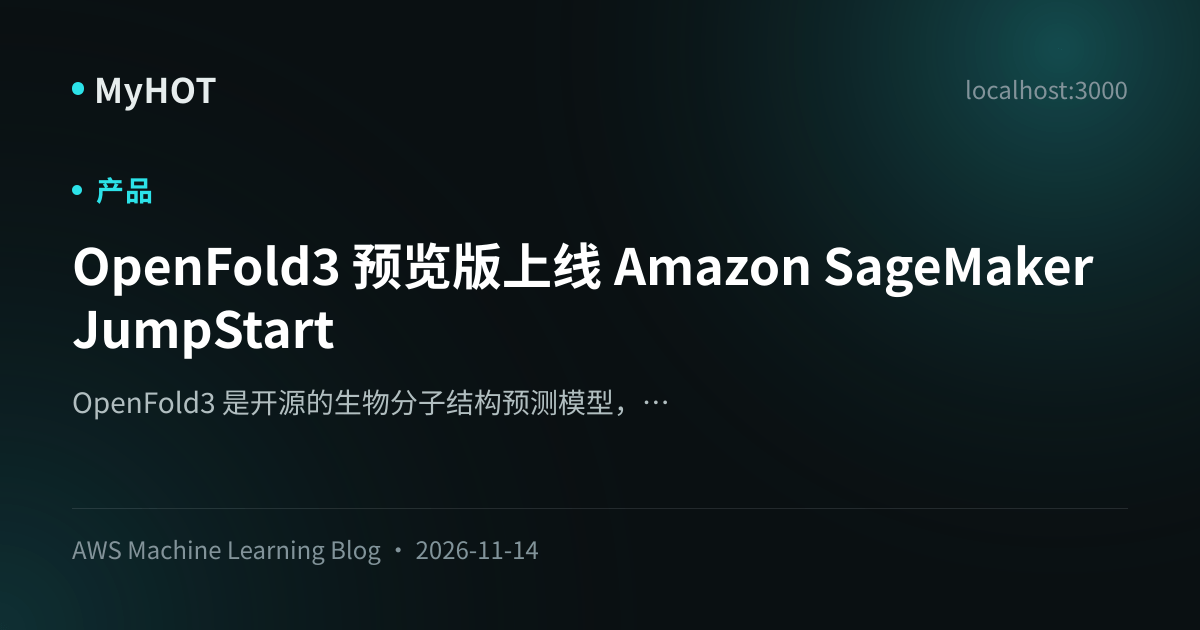 MyHOT
localhost:3000
产品
OpenFold3 预览版上线 Amazon SageMaker
JumpStart
OpenFold3 是开源的生物分子结构预测模型，…
AWS Machine Learning Blog • 2026-11-14